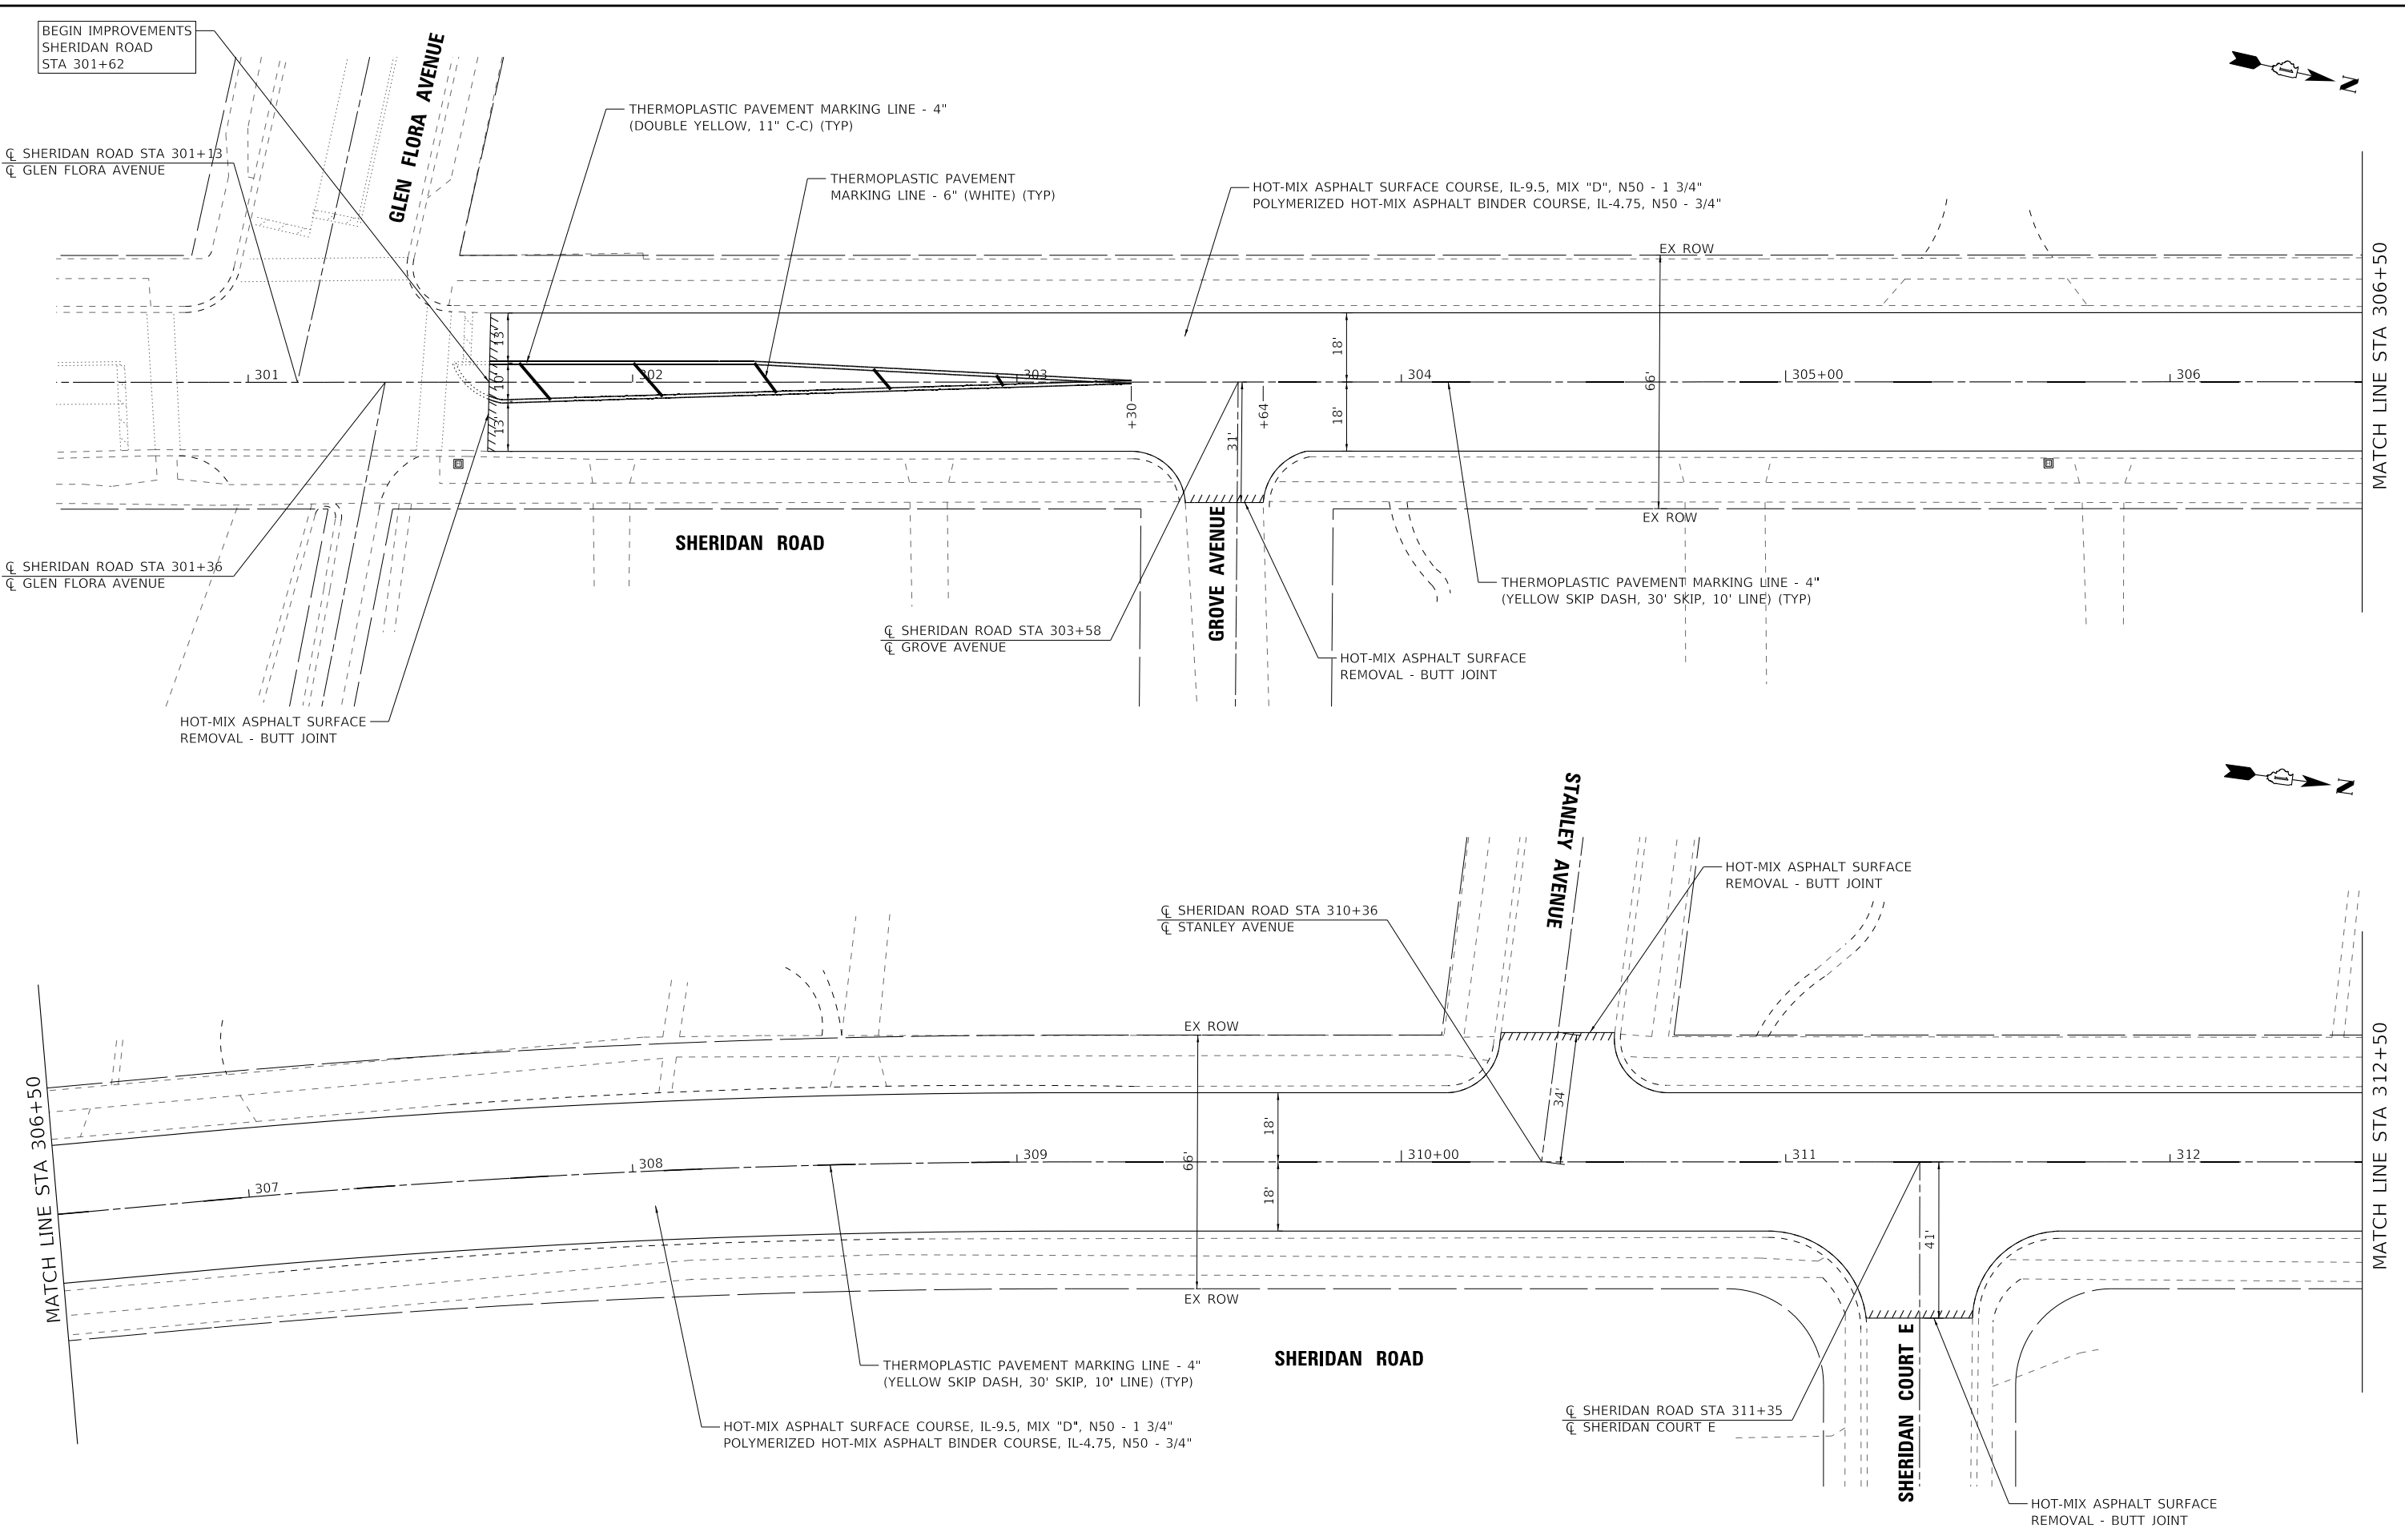 BEGIN IMPROVEMENTS
SHERIDAN ROAD
STA 301+62
GLEN FLORA AVENUE
N
THERMOPLASTIC PAVEMENT MARKING LINE - 4"
(DOUBLE YELLOW, 11" C-C) (TYP)
℄ SHERIDAN ROAD STA 301+13
℄ GLEN FLORA AVENUE
THERMOPLASTIC PAVEMENT
MARKING LINE - 6" (WHITE) (TYP)
HOT-MIX ASPHALT SURFACE COURSE, IL-9.5, MIX "D", N50 - 1 3/4"
POLYMERIZED HOT-MIX ASPHALT BINDER COURSE, IL-4.75, N50 - 3/4"
EX ROW
MATCH LINE STA 306+50
13'
10'
13'
18'
18'
66'
301
302
303
304
305+00
306
+30
+64
31'
EX ROW
SHERIDAN ROAD
GROVE AVENUE
℄ SHERIDAN ROAD STA 301+36
℄ GLEN FLORA AVENUE
THERMOPLASTIC PAVEMENT MARKING LINE - 4"
(YELLOW SKIP DASH, 30' SKIP, 10' LINE) (TYP)
℄ SHERIDAN ROAD STA 303+58
℄ GROVE AVENUE
HOT-MIX ASPHALT SURFACE
REMOVAL - BUTT JOINT
HOT-MIX ASPHALT SURFACE
REMOVAL - BUTT JOINT
N
STANLEY AVENUE
HOT-MIX ASPHALT SURFACE
REMOVAL - BUTT JOINT
℄ SHERIDAN ROAD STA 310+36
℄ STANLEY AVENUE
EX ROW
MATCH LINE STA 306+50
MATCH LINE STA 312+50
34'
18'
18'
66'
307
308
309
310+00
311
312
41'
EX ROW
SHERIDAN ROAD
SHERIDAN COURT E
THERMOPLASTIC PAVEMENT MARKING LINE - 4"
(YELLOW SKIP DASH, 30' SKIP, 10' LINE) (TYP)
℄ SHERIDAN ROAD STA 311+35
℄ SHERIDAN COURT E
HOT-MIX ASPHALT SURFACE COURSE, IL-9.5, MIX "D", N50 - 1 3/4"
POLYMERIZED HOT-MIX ASPHALT BINDER COURSE, IL-4.75, N50 - 3/4"
HOT-MIX ASPHALT SURFACE
REMOVAL - BUTT JOINT